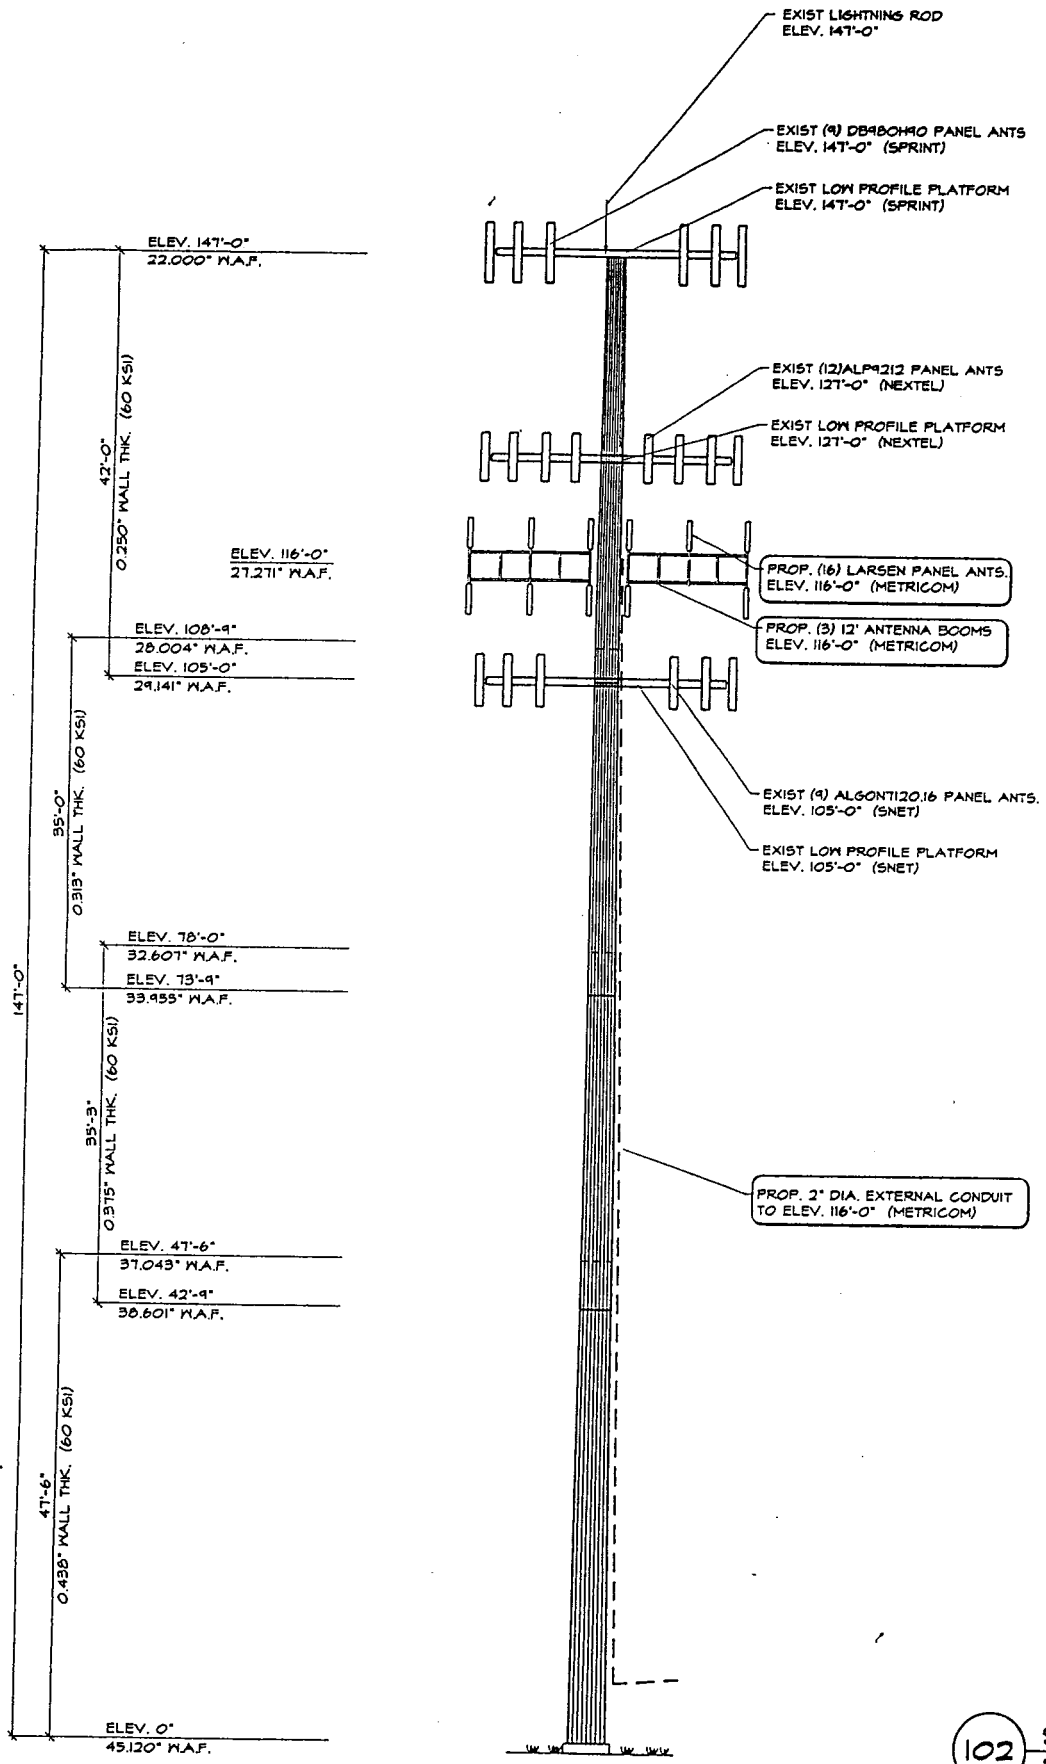 EXIST LIGHTNING ROD
ELEV. 147'-0"
EXIST (9) DB980H90 PANEL ANTS
ELEV. 147'-0" (SPRINT)
EXIST LOW PROFILE PLATFORM
ELEV. 147'-0" (SPRINT)
ELEV. 147'-0"
22.000" W.A.F.
42'-0"
0.250" WALL THK. (60 KSI)
EXIST (12)ALP9212 PANEL ANTS
ELEV. 127'-0" (NEXTEL)
EXIST LOW PROFILE PLATFORM
ELEV. 127'-0" (NEXTEL)
ELEV. 116'-0"
27.271" W.A.F.
PROP. (16) LARSEN PANEL ANTS.
ELEV. 116'-0" (METRICOM)
PROP. (3) 12' ANTENNA BOOMS
ELEV. 116'-0" (METRICOM)
ELEV. 108'-9"
28.004" W.A.F.
ELEV. 105'-0"
29.141" W.A.F.
35'-0"
0.313" WALL THK. (60 KSI)
EXIST (9) ALGON7120.16 PANEL ANTS.
ELEV. 105'-0" (SNET)
EXIST LOW PROFILE PLATFORM
ELEV. 105'-0" (SNET)
ELEV. 78'-0"
32.607" W.A.F.
ELEV. 73'-9"
33.955" W.A.F.
147'-0"
35'-3"
0.375" WALL THK. (60 KSI)
PROP. 2" DIA. EXTERNAL CONDUIT
TO ELEV. 116'-0" (METRICOM)
ELEV. 47'-6"
37.043" W.A.F.
ELEV. 42'-9"
38.601" W.A.F.
47'-6"
0.438" WALL THK. (60 KSI)
ELEV. 0"
45.120" W.A.F.
102